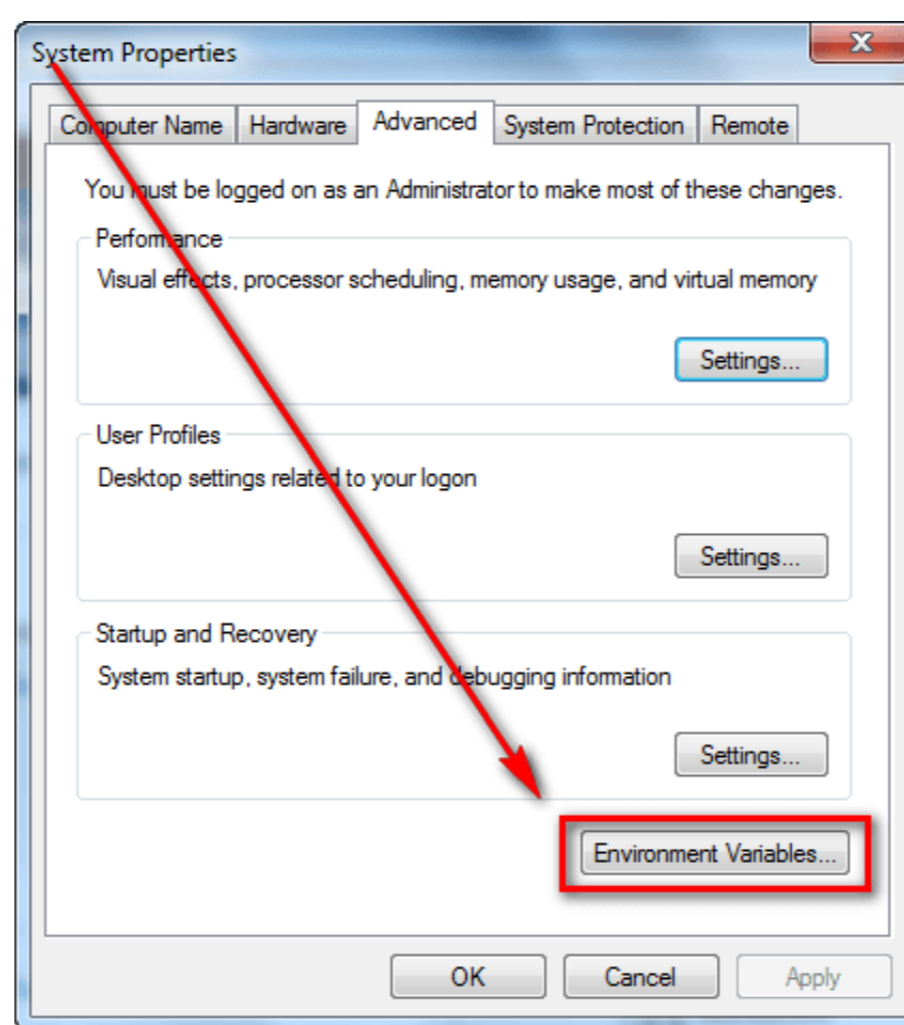 System Properties
Computer Name Hardware Advanced System Protection Remote
You must be logged on as an Administrator to make most of these changes.
Performance
Visual effects, processor scheduling, memory usage, and virtual memory
Settings...
User Profiles
Desktop settings related to your logon
Settings...
Startup and Recovery
System startup, system failure, and debugging information
Settings...
Environment Variables...
OK Cancel Apply